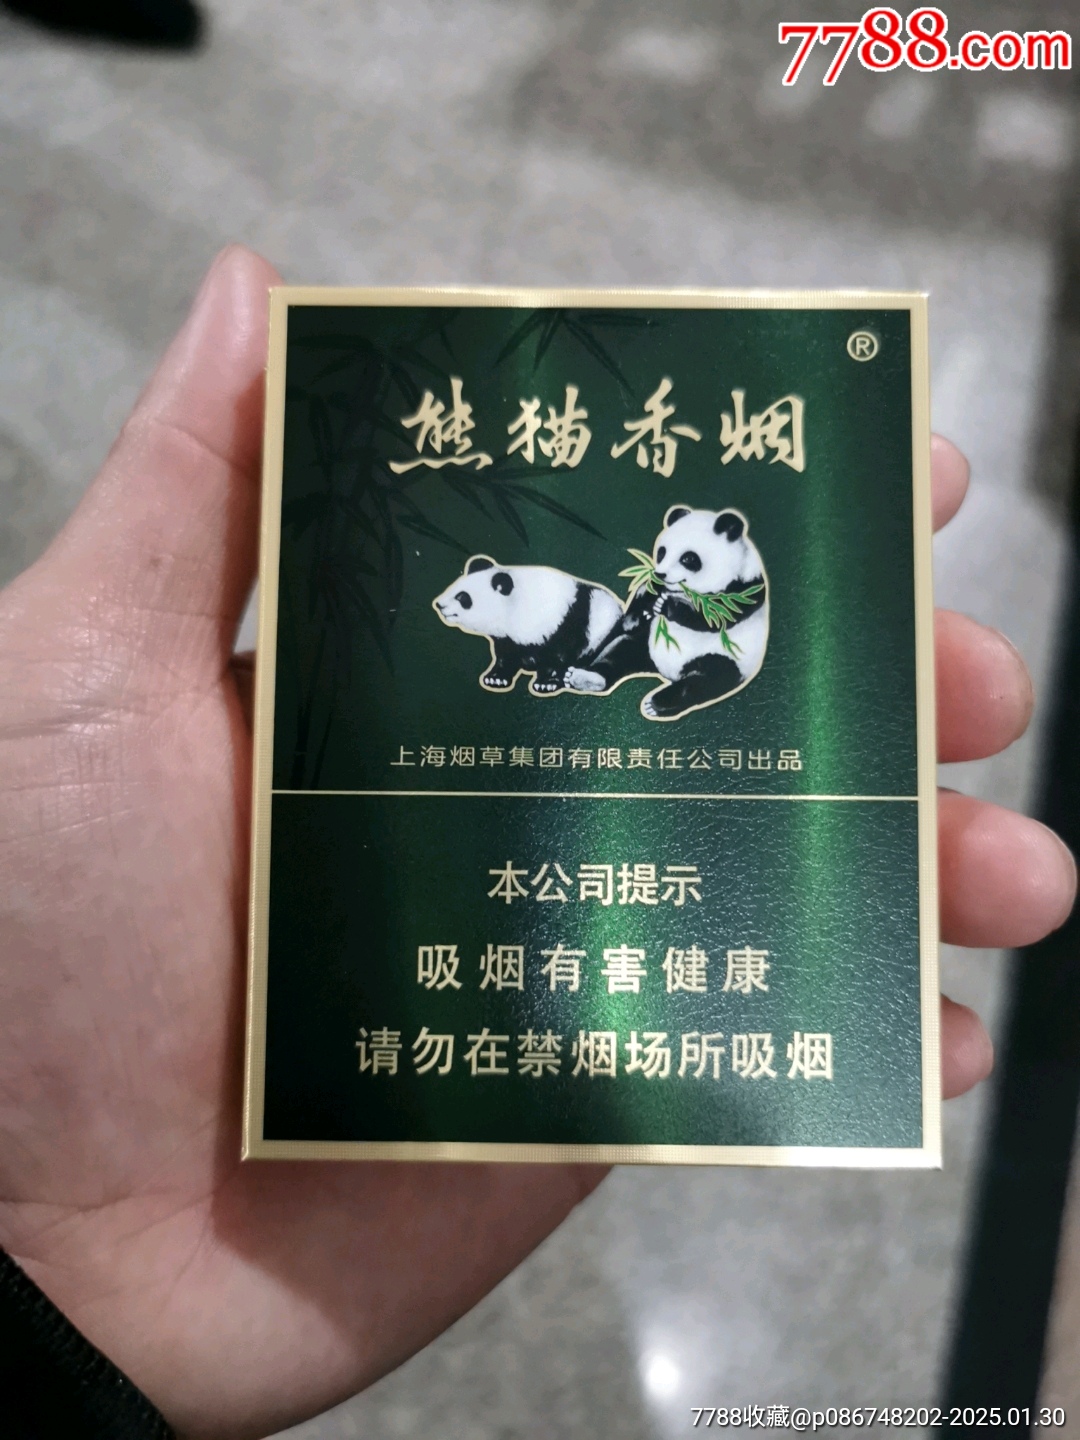 7788.com
®
熊猫香烟
上海烟草集团有限责任公司出品
本公司提示
吸烟有害健康
请勿在禁烟场所吸烟
7788收藏@p086748202-2025.01.30